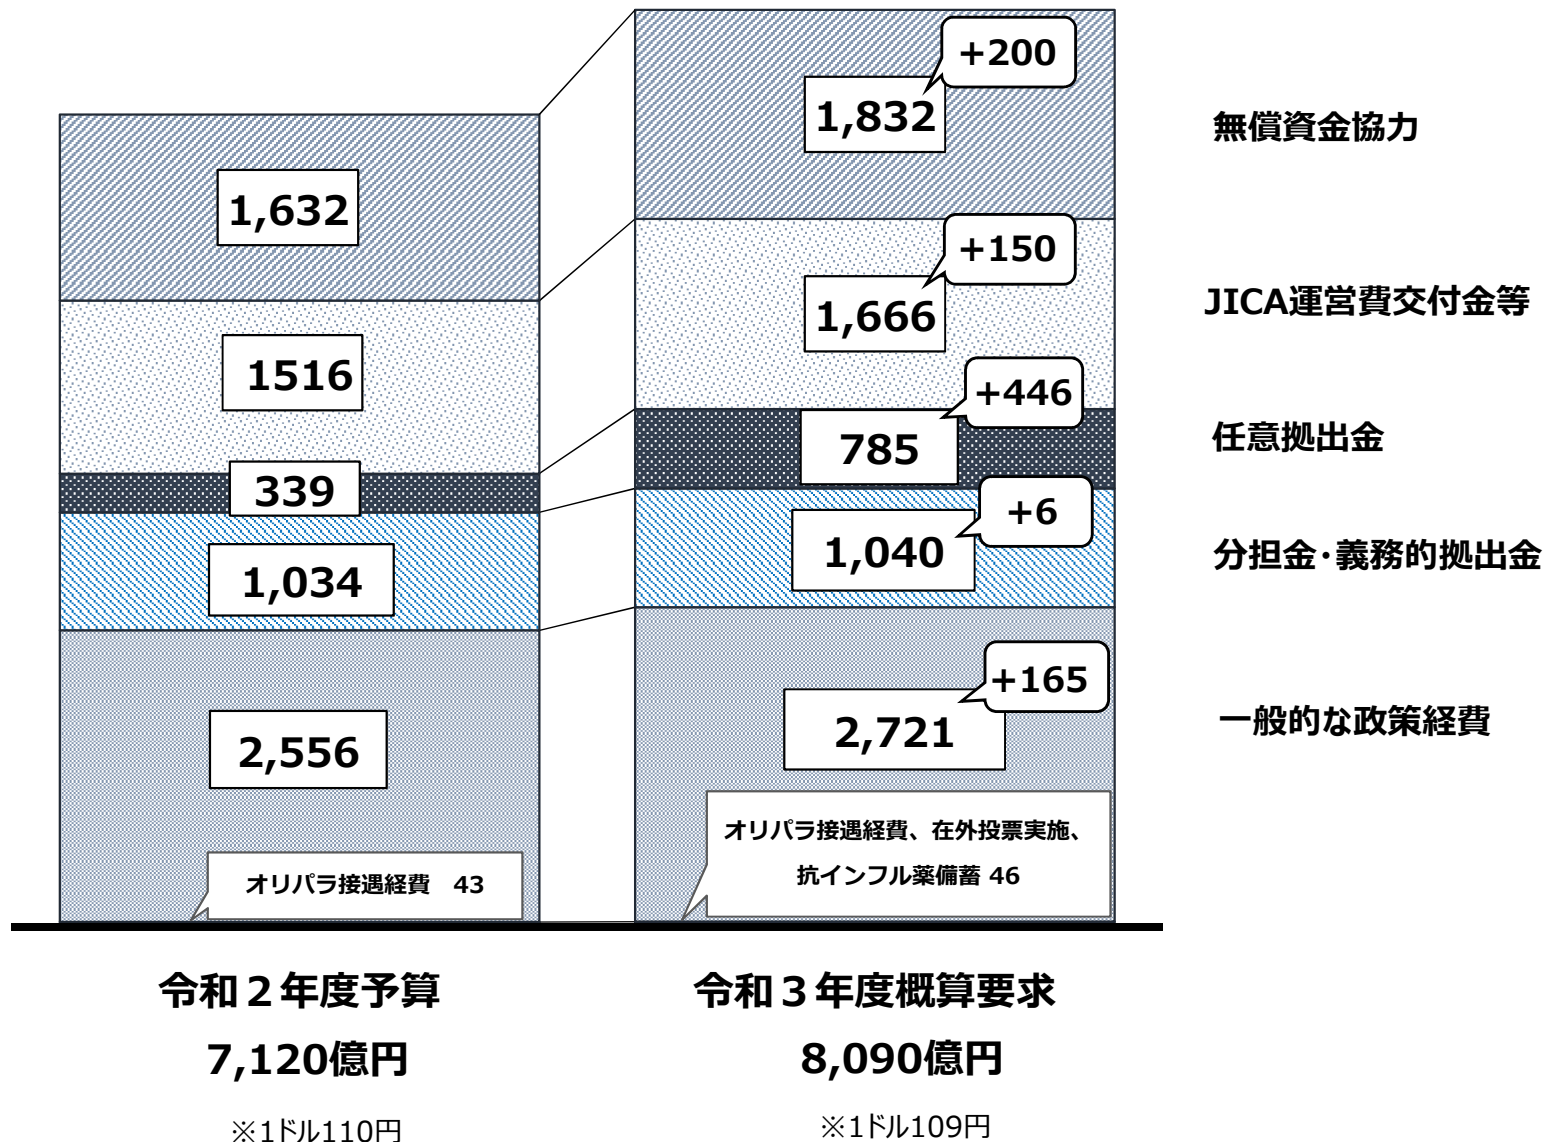 +200
1,832
無償資金協力
1,632
+150
1,666
JICA運営費交付金等
1516
+446
785
任意拠出金
339
+6
1,040
分担金･義務的拠出金
1,034
+165
2,721
一般的な政策経費
2,556
オリパラ接遇経費、在外投票実施、
抗インフル薬備蓄 46
オリパラ接遇経費　43
令和２年度予算
令和３年度概算要求
7,120億円
8,090億円
※1ドル110円
※1ドル109円